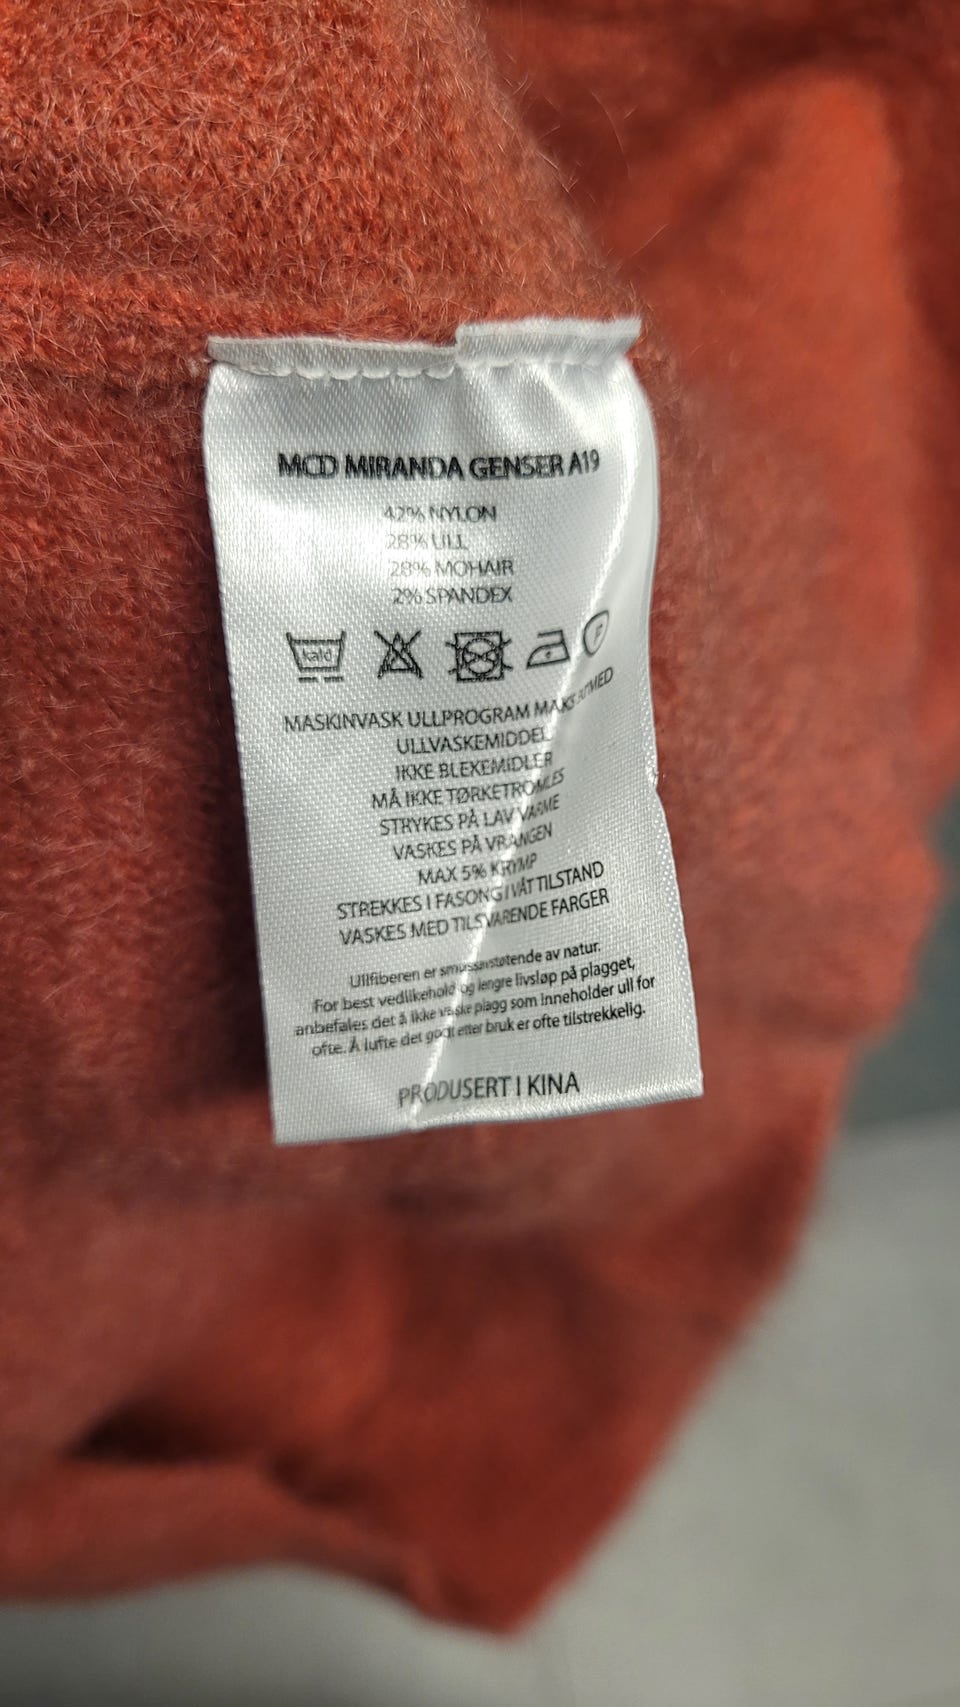 MCD MIRANDA GENSER A19
42% NYLON
28% ULL
28% MOHAIR
2% SPANDEX
kald
P
MASKINVASK ULLPROGRAM MAKS MED
ULLVASKEMIDDEL
IKKE BLEKEMIDLER
MÅ IKKE TØRKETROMLES
STRYKES PÅ LAV VARME
VASKES PÅ VRANGEN
MAX 5% KRYMP
STREKKES I FASONG I VÅT TILSTAND
VASKES MED TILSVARENDE FARGER
Ullfiberen er smussavstøtende av natur.
For best vedlikehold og lengre livsløp på plagget,
anbefales det å ikke vaske plagg som inneholder ull for
ofte. Å lufte det godt etter bruk er ofte tilstrekkelig.
PRODUSERT I KINA